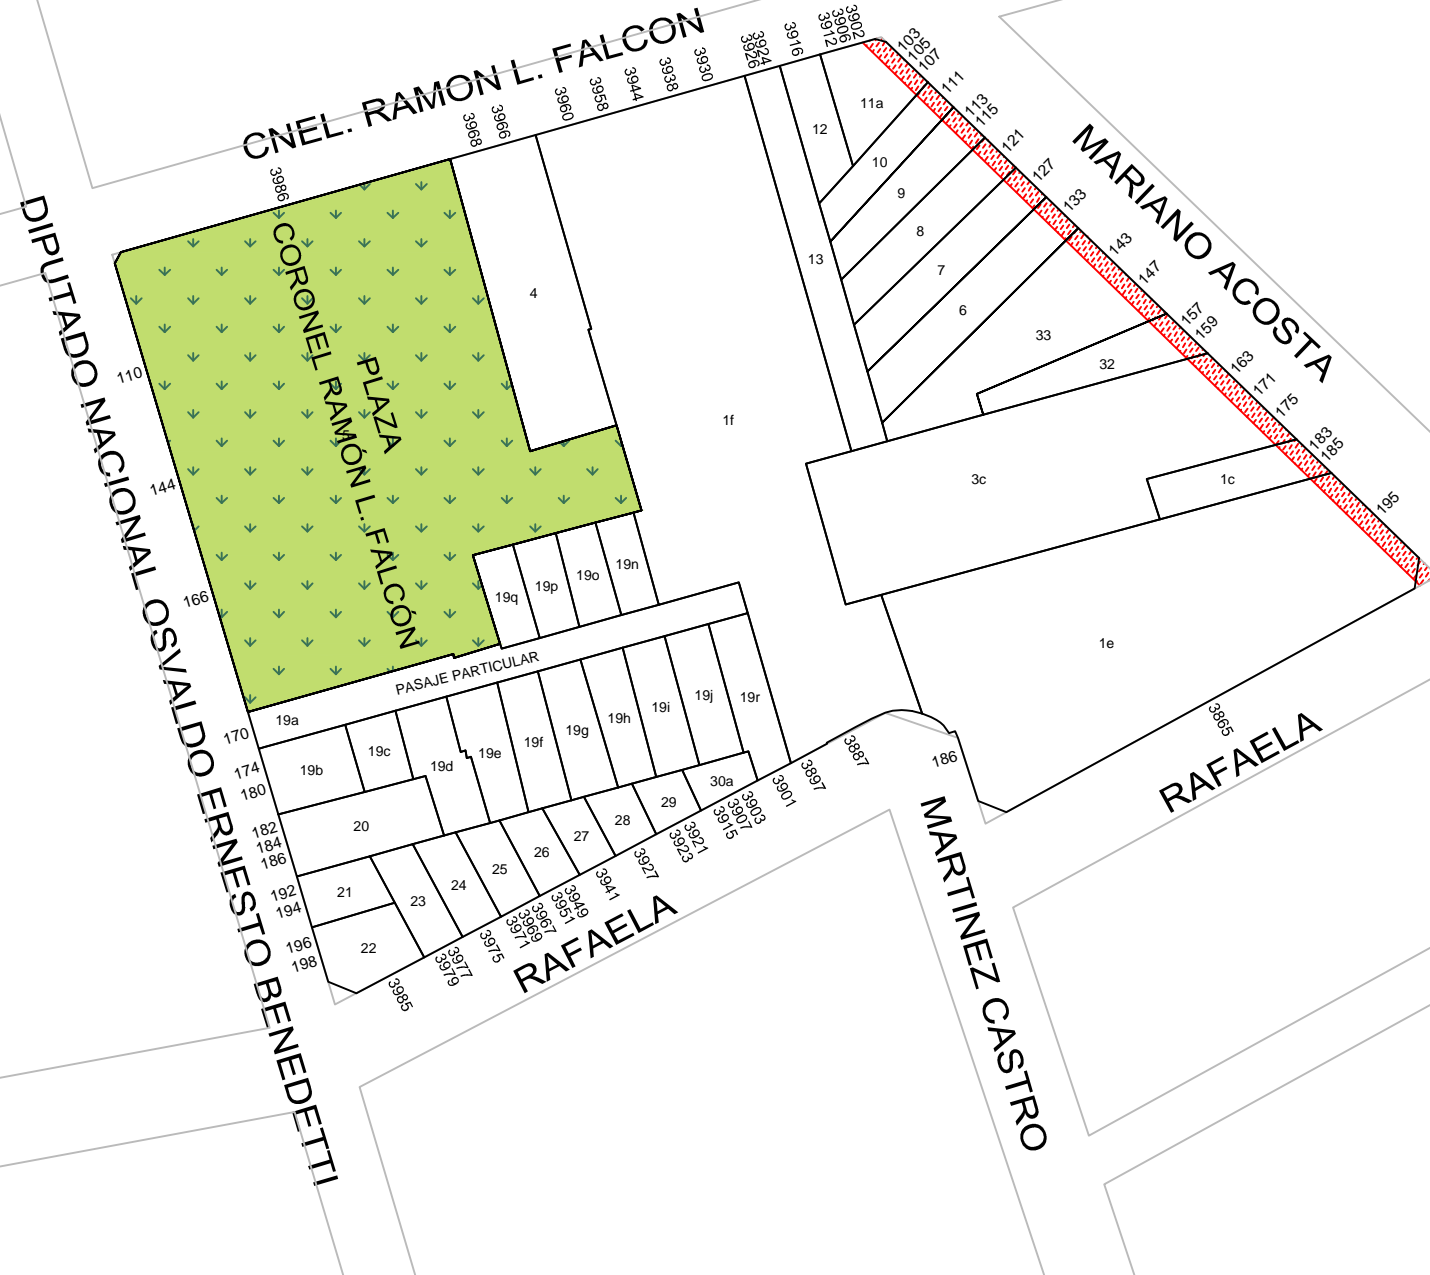 CNEL. RAMON L. FALCON
3986
3968
3966
3960
3958
3944
3938
3930
3926
3924
3916
3912
3906
3902
103
105
107
111
113
115
121
127
133
143
147
157
159
163
171
175
183
185
195
MARIANO ACOSTA
DIPUTADO NACIONAL OSVALDO ERNESTO BENEDETTI
110
144
166
170
174
180
182
184
186
192
194
196
198
PLAZA
CORONEL RAMÓN L. FALCÓN
4
1f
13
12
11a
10
9
8
7
6
33
32
3c
1c
1e
19q
19p
19o
19n
PASAJE PARTICULAR
19a
19b
19c
19d
19e
19f
19g
19h
19i
19j
19r
20
21
22
23
24
25
26
27
28
29
30a
3985
3979
3977
3975
3971
3969
3967
3951
3949
3941
3927
3923
3921
3915
3907
3903
3901
3897
3887
186
3865
RAFAELA
RAFAELA
MARTINEZ CASTRO